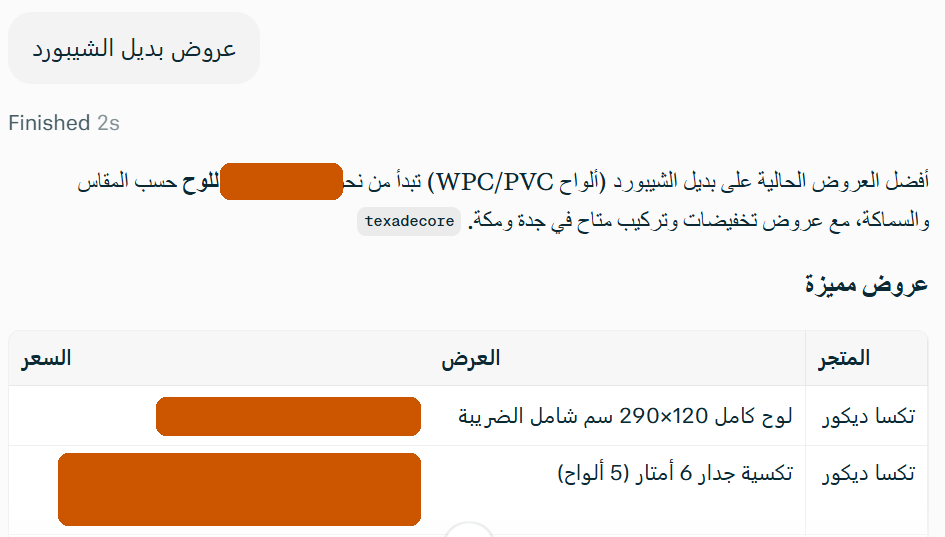 عروض بديل الشيبورد
Finished 2s
أفضل العروض الحالية على بديل الشيبورد (ألواح WPC/PVC) تبدأ من نحو للوح حسب المقاس
والسماكة، مع عروض تخفيضات وتركيب متاح في جدة ومكة. texadecore
عروض مميزة
المتجر العرض السعر
تكسا ديكور لوح كامل 120×290 سم شامل الضريبة
تكسا ديكور تكسية جدار 6 أمتار (5 ألواح)